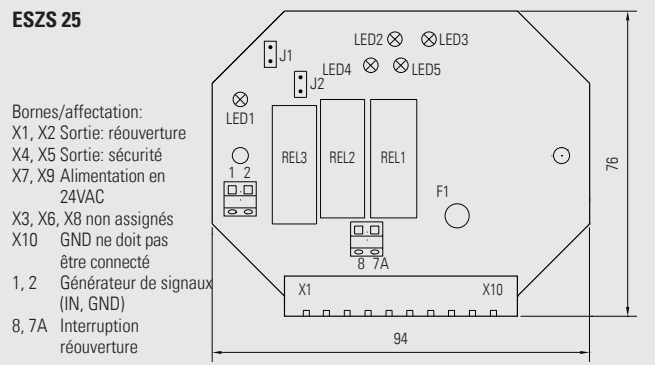 ESZS 25
Bornes/affectation:
X1, X2 Sortie: réouverture
X4, X5 Sortie: sécurité
X7, X9 Alimentation en
24VAC
X3, X6, X8 non assignés
X10 GND ne doit pas
être connecté
1, 2 Générateur de signaux
(IN, GND)
8, 7A Interruption
réouverture
J1
J2
LED2
LED3
LED4
LED5
LED1
1 2
REL3
REL2
REL1
F1
8 7A
X1
X10
76
94